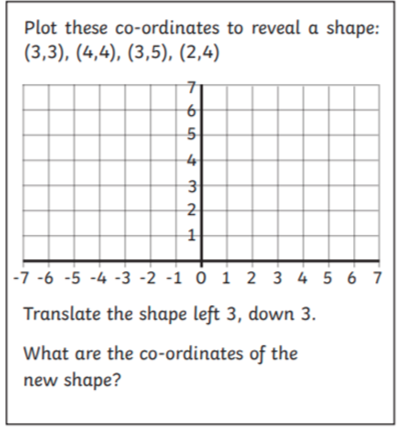 Plot these co-ordinates to reveal a shape:
(3,3), (4,4), (3,5), (2,4)
7
6
5
4
3
2
1
-7 -6 -5 -4 -3 -2 -1 0 1 2 3 4 5 6 7
Translate the shape left 3, down 3.
What are the co-ordinates of the
new shape?